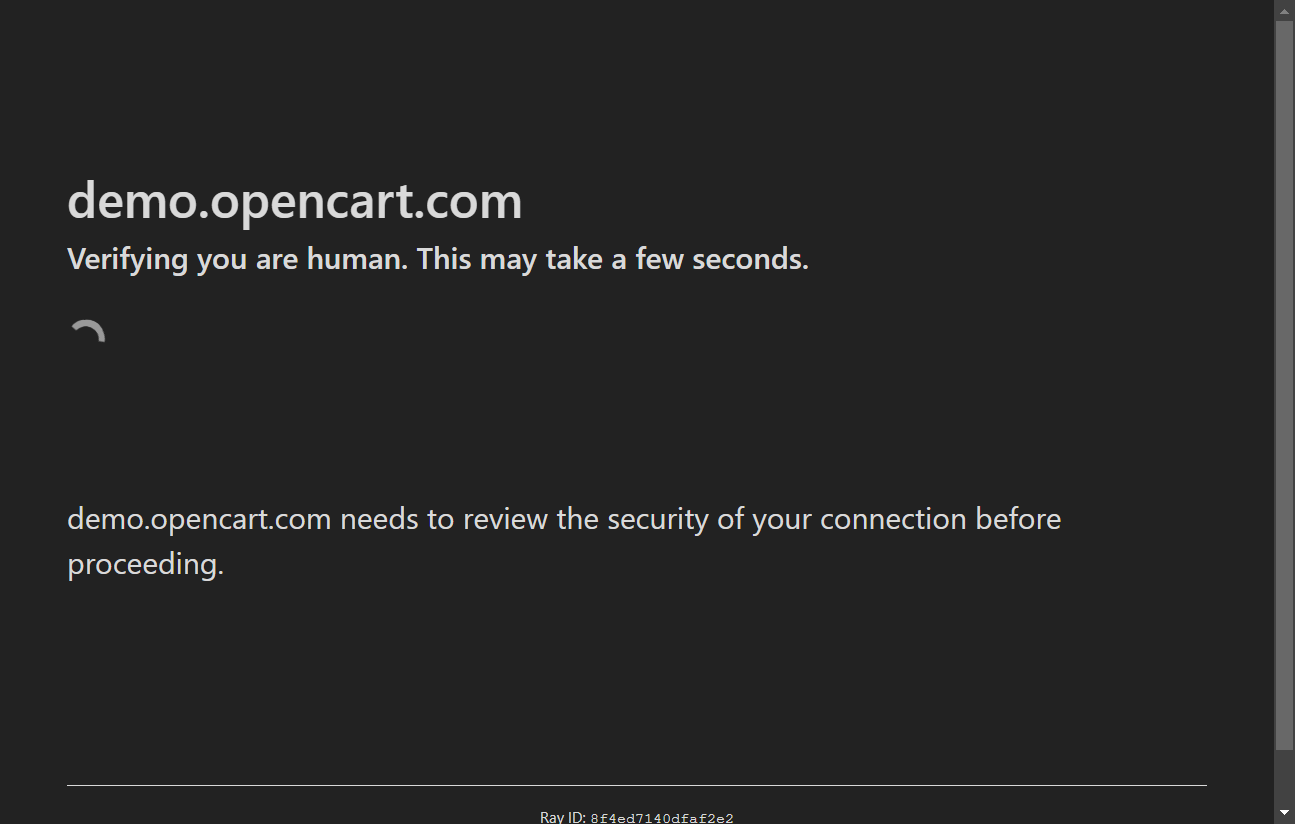 demo.opencart.com
Verifying you are human. This may take a few seconds.
demo.opencart.com needs to review the security of your connection before
proceeding.
Ray ID: 8f4ed7140dfaf2e2